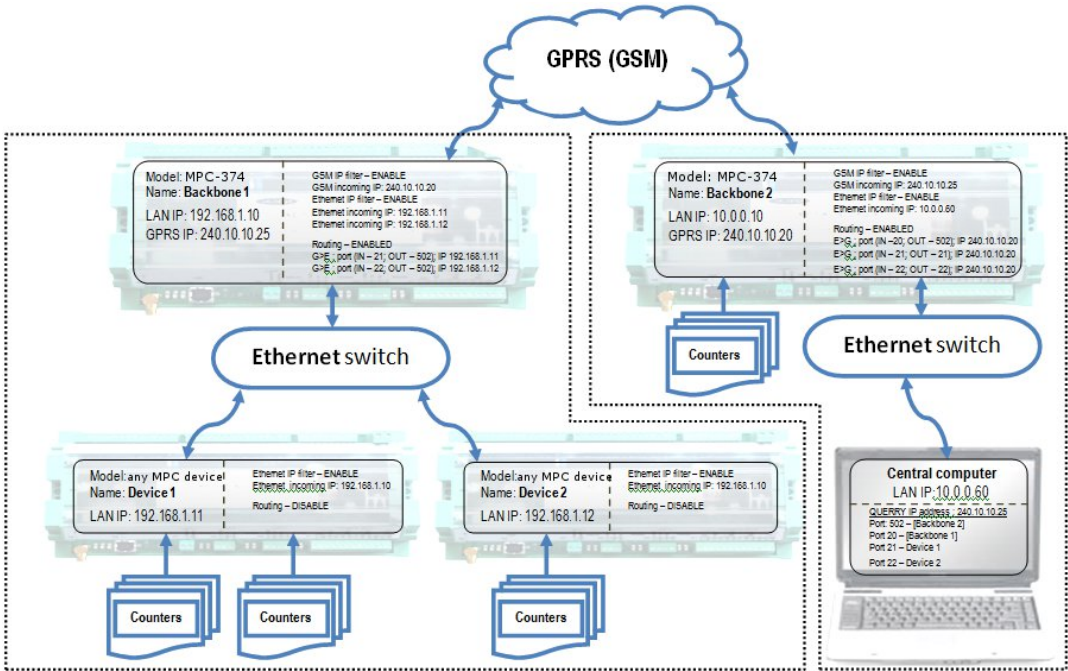 GPRS (GSM)
Model: MPC-374
Name: Backbone1
LAN IP: 192.168.1.10
GPRS IP: 240.10.10.25
GSM IP filter – ENABLE
GSM incoming IP: 240.10.10.20
Ethernet IP filter – ENABLE
Ethernet incoming IP: 192.168.1.11
Ethernet incoming IP: 192.168.1.12
Routing – ENABLED
G>E ; port (IN – 21; OUT – 502); IP 192.168.1.11
G>E ; port (IN – 22; OUT – 502); IP 192.168.1.12
Model: MPC-374
Name: Backbone2
LAN IP: 10.0.0.10
GPRS IP: 240.10.10.20
GSM IP filter – ENABLE
GSM incoming IP: 240.10.10.25
Ethernet IP filter – ENABLE
Ethernet incoming IP: 10.0.0.60
Routing – ENABLED
E>G ; port (IN –20; OUT – 502); IP 240.10.10.20
E>G ; port (IN – 21; OUT – 21); IP 240.10.10.20
E>G ; port (IN – 22; OUT – 22); IP 240.10.10.20
Ethernet switch
Counters
Ethernet switch
Model:any MPC device
Name: Device1
LAN IP: 192.168.1.11
Ethernet IP filter – ENABLE
Ethernet incoming IP: 192.168.1.10
Routing – DISABLE
Model:any MPC device
Name: Device2
LAN IP: 192.168.1.12
Ethernet IP filter – ENABLE
Ethernet incoming IP: 192.168.1.10
Routing – DISABLE
Central computer
LAN IP:10.0.0.60
QUERRY IP address : 240.10.10.25
Port: 502 – [Backbone 2]
Port 20 – [Backbone 1]
Port 21 – Device 1
Port 22 – Device 2
Counters
Counters
Counters